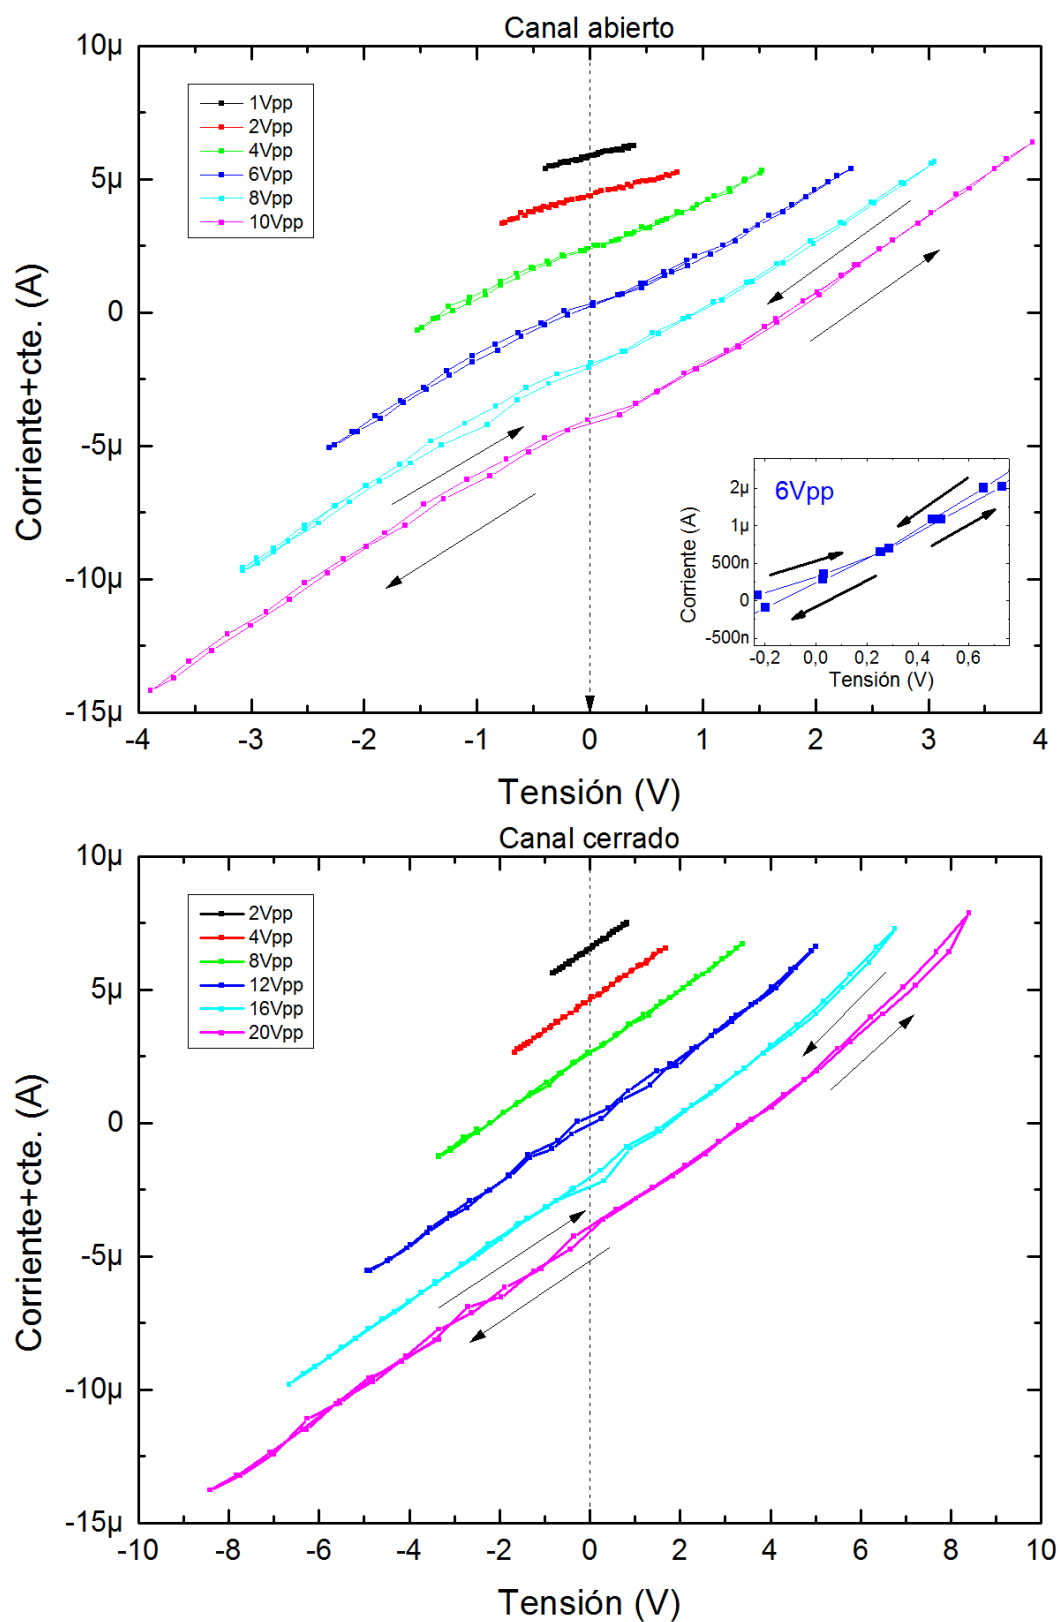 Canal abierto
10µ
5µ
0
-5µ
-10µ
-15µ
Corriente+cte. (A)
1Vpp
2Vpp
4Vpp
6Vpp
8Vpp
10Vpp
6Vpp
2µ
1µ
500n
0
-500n
Corriente (A)
-0,2 0,0 0,2 0,4 0,6
Tensión (V)
-4 -3 -2 -1 0 1 2 3 4
Tensión (V)
Canal cerrado
10µ
5µ
0
-5µ
-10µ
-15µ
Corriente+cte. (A)
2Vpp
4Vpp
8Vpp
12Vpp
16Vpp
20Vpp
-10 -8 -6 -4 -2 0 2 4 6 8 10
Tensión (V)